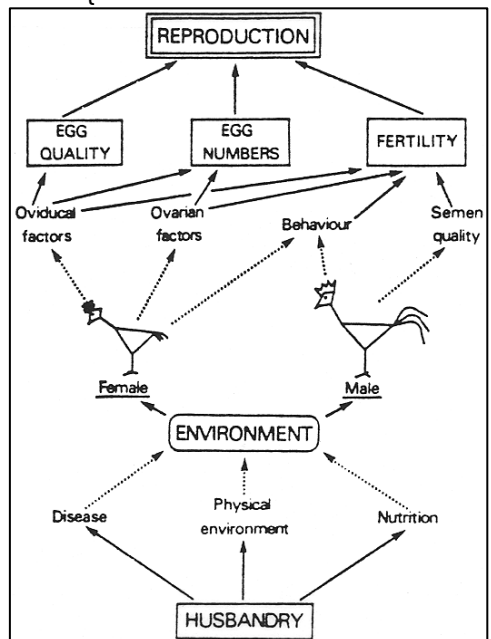 REPRODUCTION
EGG
QUALITY
EGG
NUMBERS
FERTILITY
Oviducal
factors
Ovarian
factors
Behaviour
Semen
quality
Female
Male
ENVIRONMENT
Disease
Physical
environment
Nutrition
HUSBANDRY